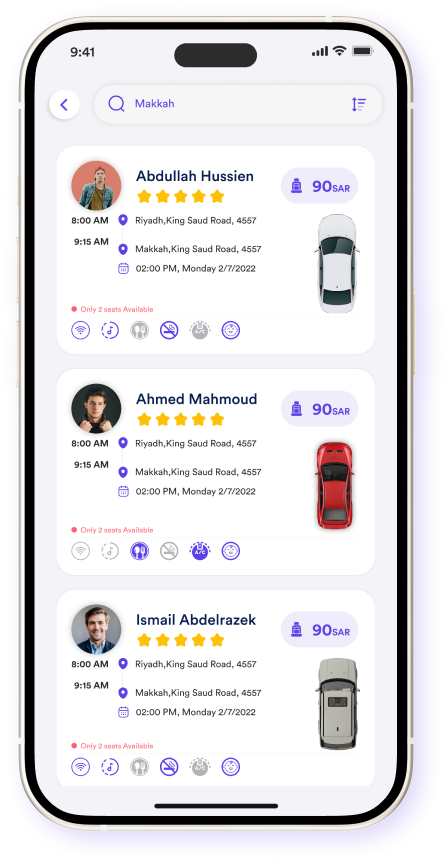 9:41
Makkah
Abdullah Hussien
90SAR
8:00 AM Riyadh,King Saud Road, 4557
9:15 AM Makkah,King Saud Road, 4557
02:00 PM, Monday 2/7/2022
Only 2 seats Available
A/C
Ahmed Mahmoud
90SAR
8:00 AM Riyadh,King Saud Road, 4557
9:15 AM Makkah,King Saud Road, 4557
02:00 PM, Monday 2/7/2022
Only 2 seats Available
A/C
Ismail Abdelrazek
90SAR
8:00 AM Riyadh,King Saud Road, 4557
9:15 AM Makkah,King Saud Road, 4557
02:00 PM, Monday 2/7/2022
Only 2 seats Available
A/C